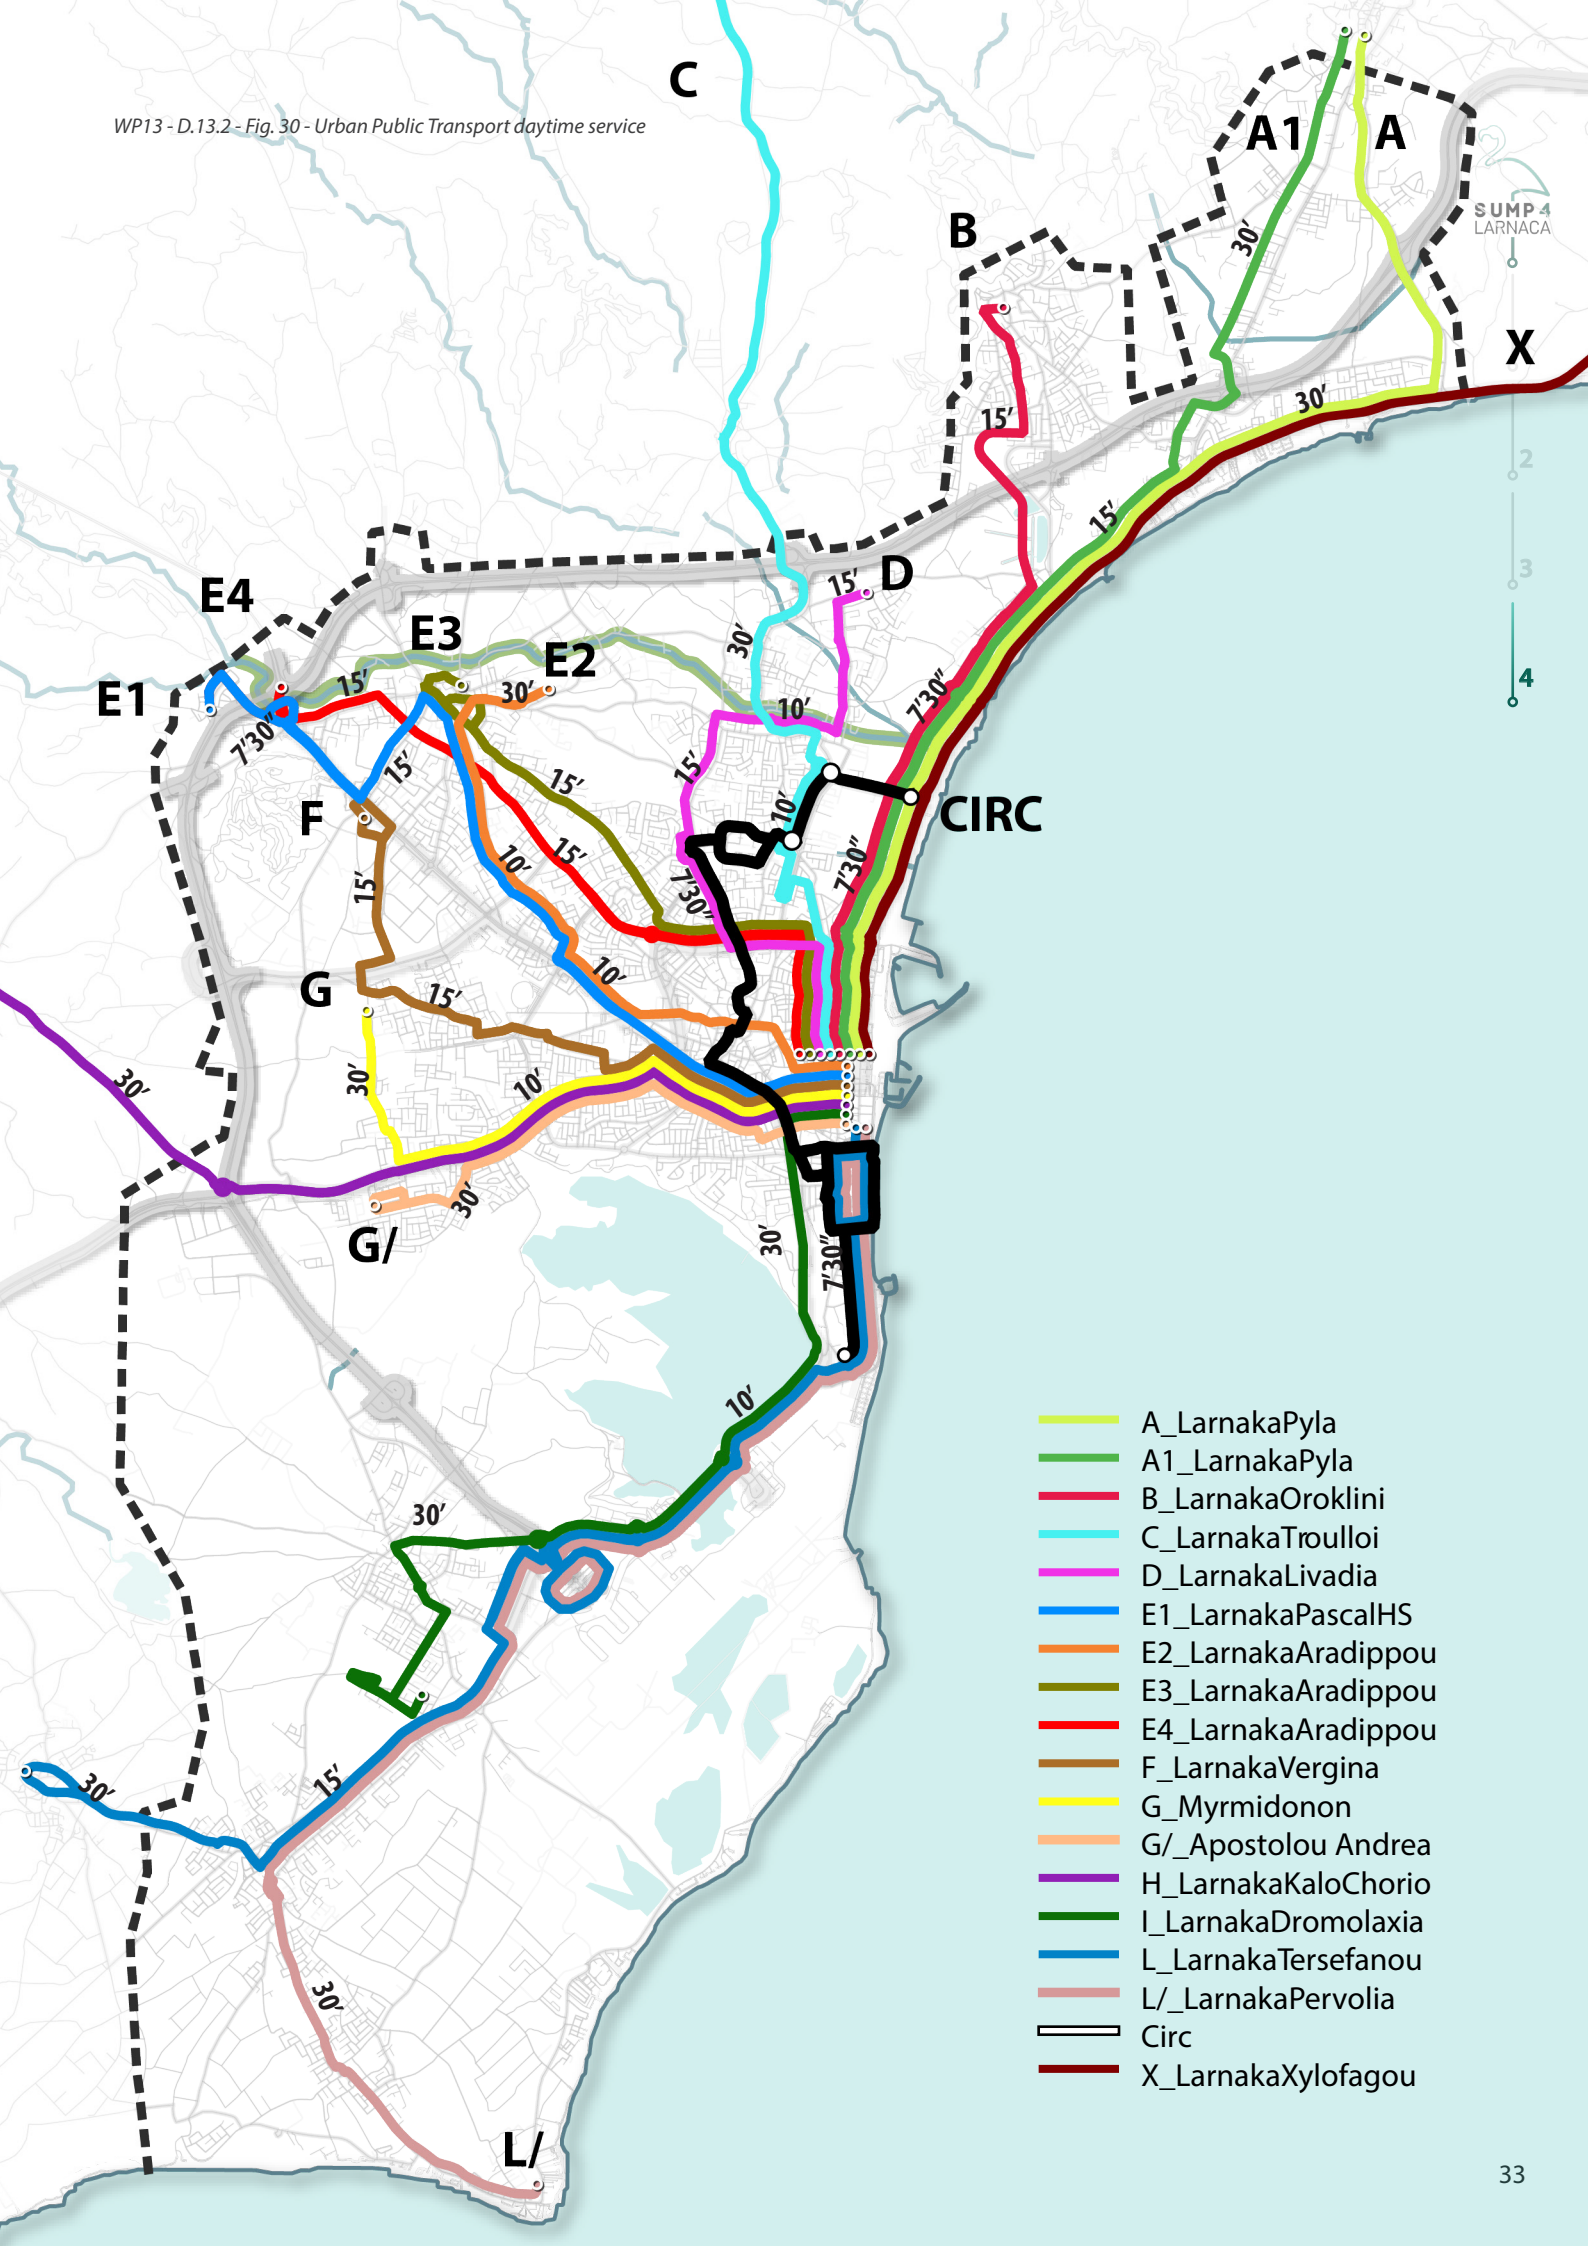 C
WP13 - D.13.2 - Fig. 30 - Urban Public Transport daytime service
A1
A
SUMP 4
LARNACA
B
30'
X
30'
15'
2
15'
3
D
15'
E4
E3
30'
E2
4
E1
15'
30'
10'
7'30''
7'30''
15'
15'
15'
F
10'
CIRC
10'
15'
7'30''
15'
7'30''
G
10'
15'
30'
30'
10'
30'
G/
30'
7'30''
10'
30'
A_LarnakaPyla
A1_LarnakaPyla
B_LarnakaOroklini
C_LarnakaTroulloi
D_LarnakaLivadia
E1_LarnakaPascalHS
E2_LarnakaAradippou
E3_LarnakaAradippou
E4_LarnakaAradippou
F_LarnakaVergina
G_Myrmidonon
G/_Apostolou Andrea
H_LarnakaKaloChorio
I_LarnakaDromolaxia
L_LarnakaTersefanou
L/_LarnakaPervolia
Circ
X_LarnakaXylofagou
30'
15'
30'
L/
33